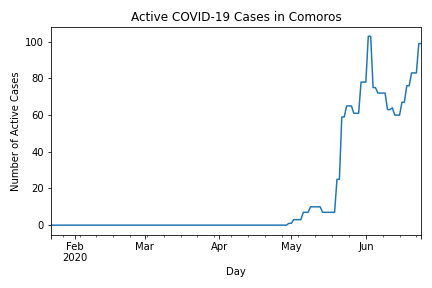 Active COVID-19 Cases in Comoros
Number of Active Cases
100
80
60
40
20
0
Feb Mar Apr May Jun
2020
Day